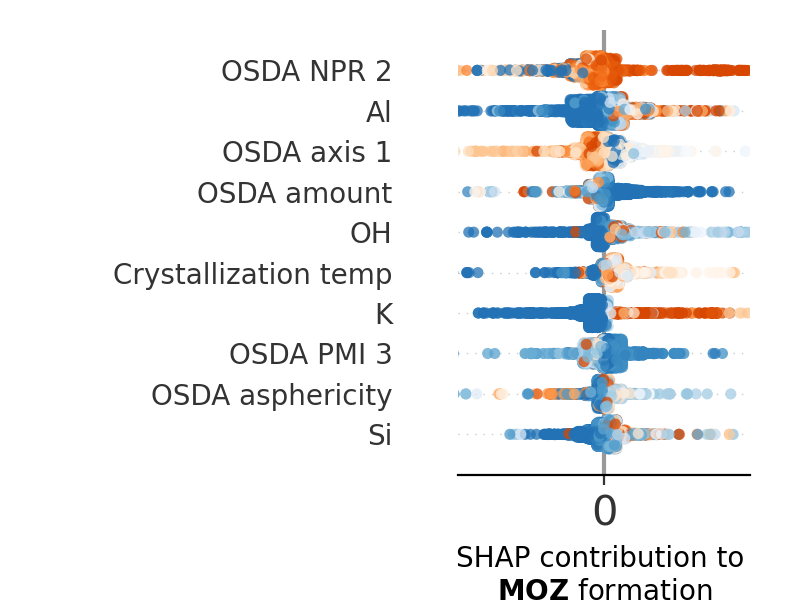 OSDA NPR 2
Al
OSDA axis 1
OSDA amount
OH
Crystallization temp
K
OSDA PMI 3
OSDA asphericity
Si
0
SHAP contribution to
MOZ formation